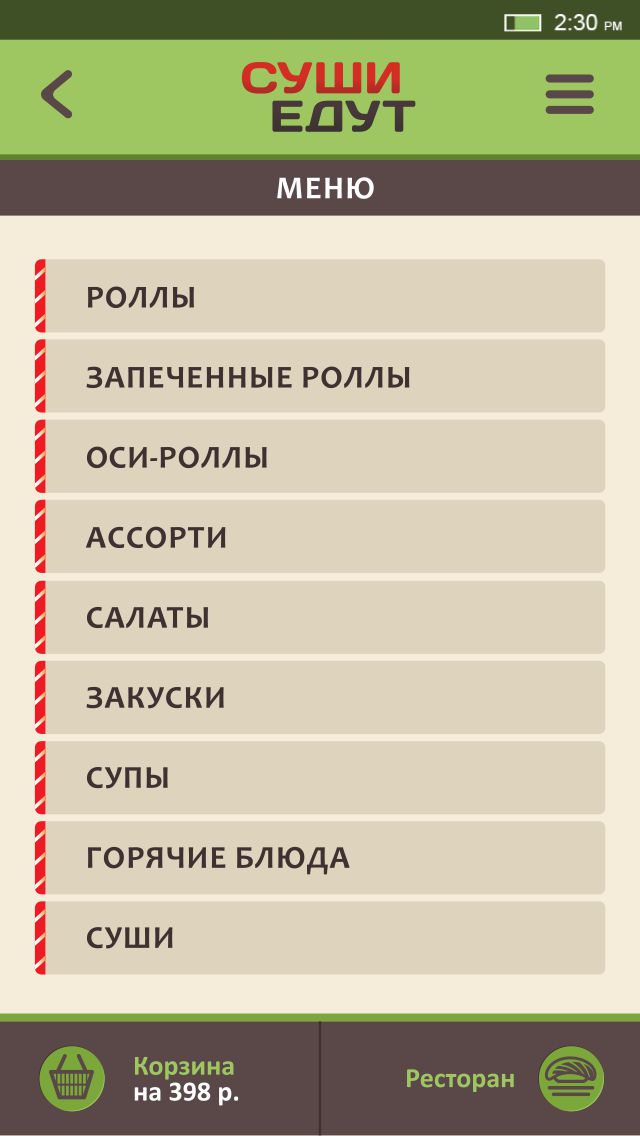 2:30 PM
СУШИ
ЕДУТ
МЕНЮ
РОЛЛЫ
ЗАПЕЧЕННЫЕ РОЛЛЫ
ОСИ-РОЛЛЫ
АССОРТИ
САЛАТЫ
ЗАКУСКИ
СУПЫ
ГОРЯЧИЕ БЛЮДА
СУШИ
Корзина
на 398 р.
Ресторан